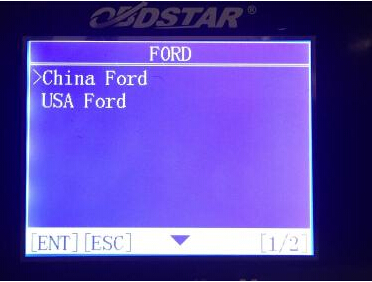 OBDSTAR®
FORD
>China Ford
USA Ford
[ENT][ESC] ▼ [1/2]